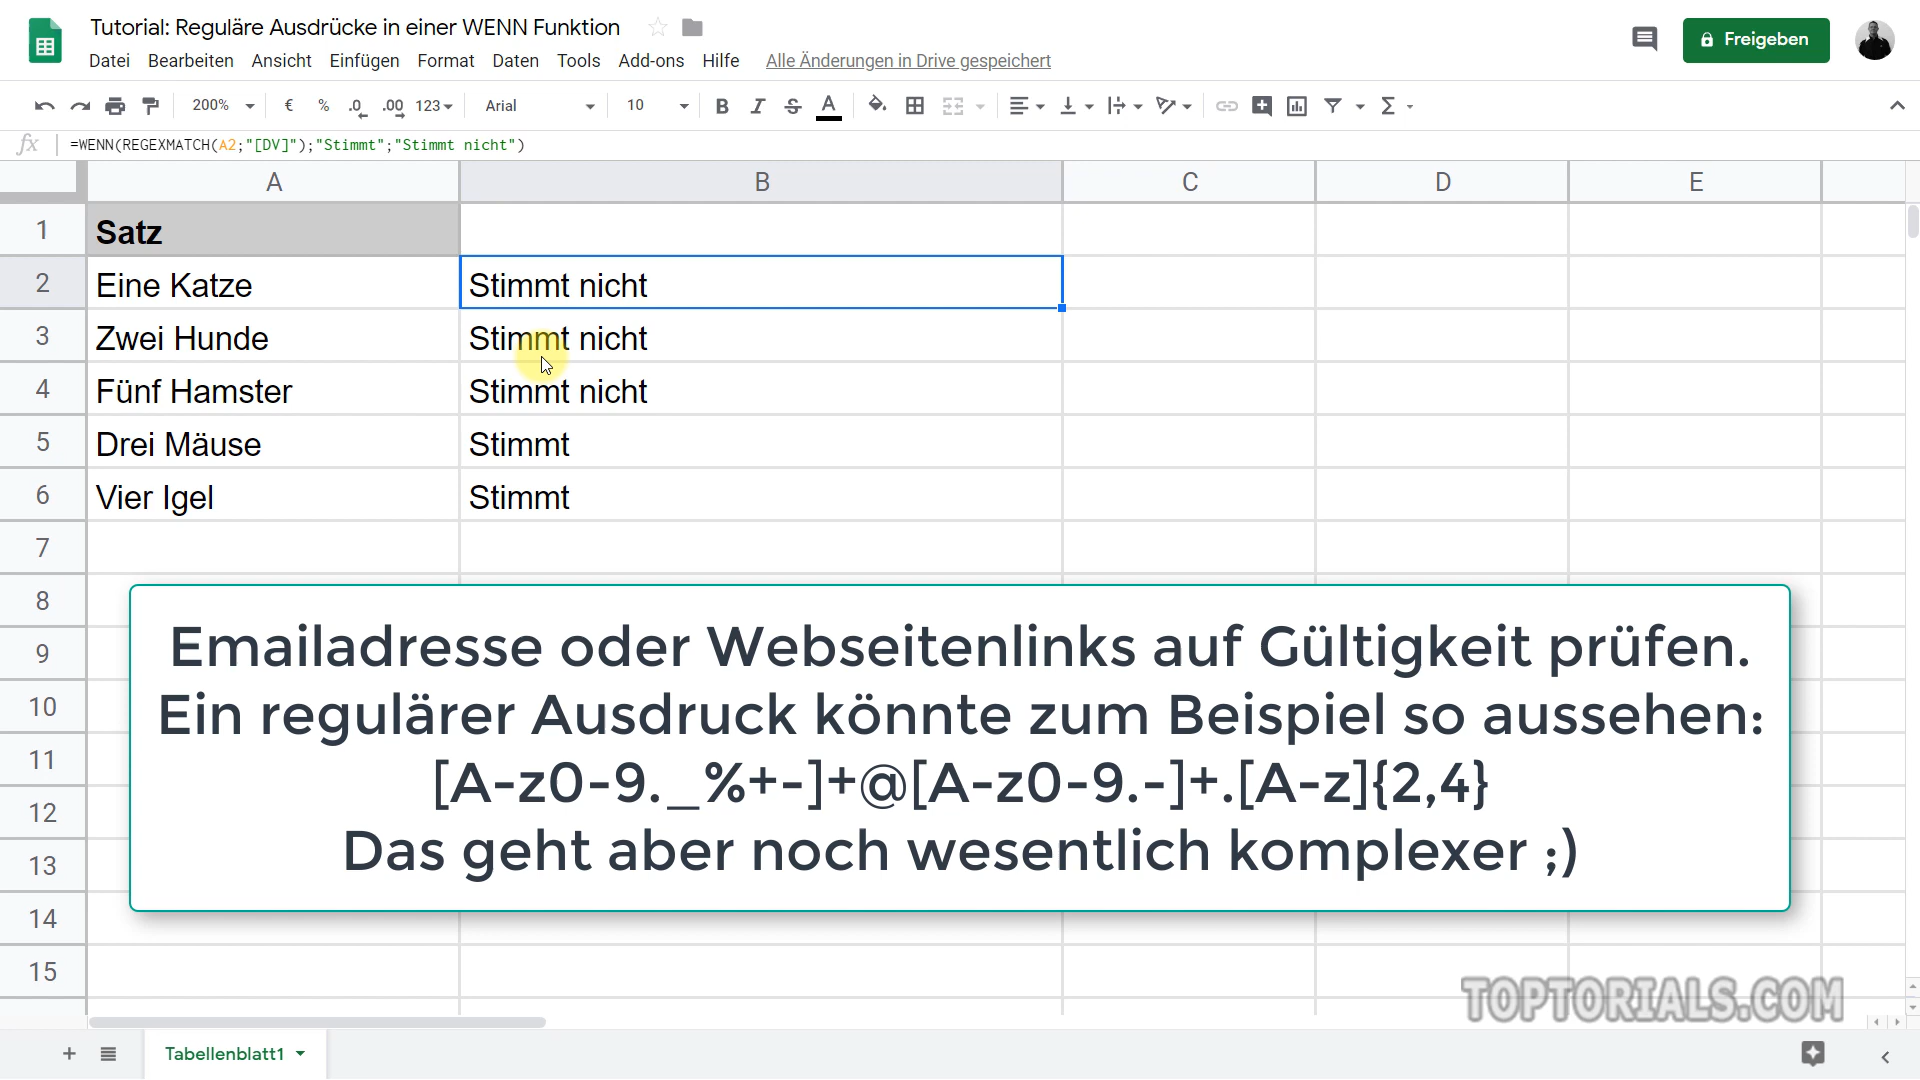 Tutorial: Reguläre Ausdrücke in einer WENN Funktion
Freigeben
Datei Bearbeiten Ansicht Einfügen Format Daten Tools Add-ons Hilfe Alle Änderungen in Drive gespeichert
200% € % .0 .00 123 Arial 10 B I S A Σ
fx =WENN(REGEXMATCH(A2;"[DV]");"Stimmt";"Stimmt nicht")
A B C D E
1 Satz
2 Eine Katze Stimmt nicht
3 Zwei Hunde Stimmt nicht
4 Fünf Hamster Stimmt nicht
5 Drei Mäuse Stimmt
6 Vier Igel Stimmt
7
8
9
10
11
12
13
14
15
Emailadresse oder Webseitenlinks auf Gültigkeit prüfen.
Ein regulärer Ausdruck könnte zum Beispiel so aussehen:
[A-z0-9._%+-]+@[A-z0-9.-]+.[A-z]{2,4}
Das geht aber noch wesentlich komplexer ;)
TOPTORIALS.COM
Tabellenblatt1